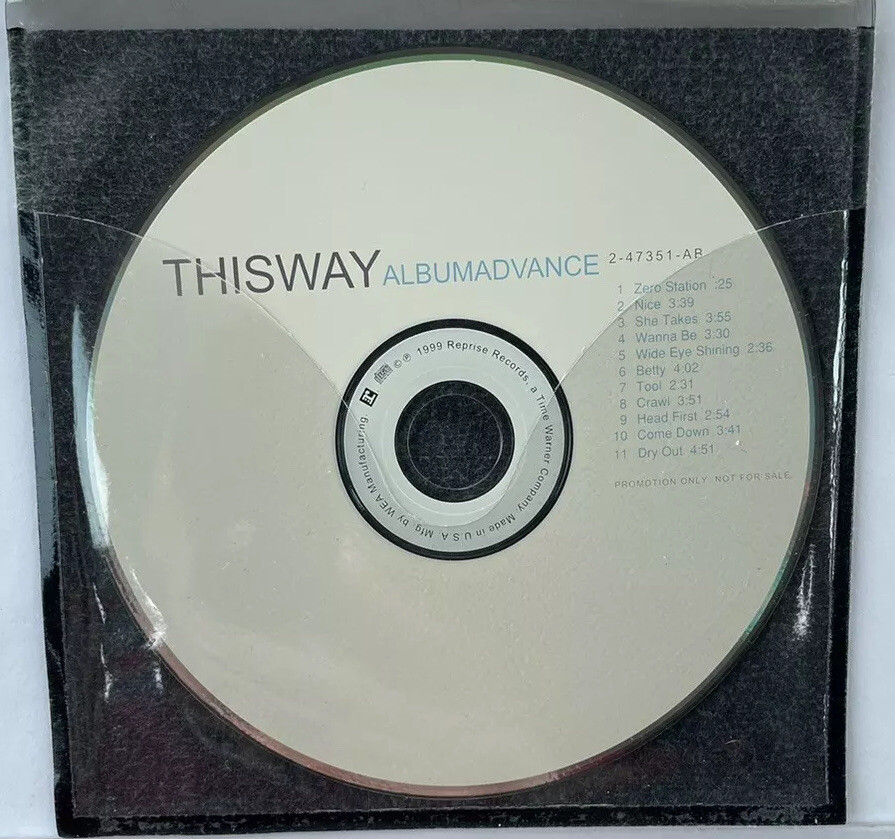 THISWAY ALBUMADVANCE 2-47351-AB
1 Zero Station :25
2 Nice 3:39
3 She Takes 3:55
4 Wanna Be 3:30
5 Wide Eye Shining 2:36
6 Betty 4:02
7 Tool 2:31
8 Crawl 3:51
9 Head First 2:54
10 Come Down 3:41
11 Dry Out 4:51
PROMOTION ONLY. NOT FOR SALE.
©℗ 1999 Reprise Records, a Time Warner Company Made in U.S.A. Mfg. by WEA Manufacturing